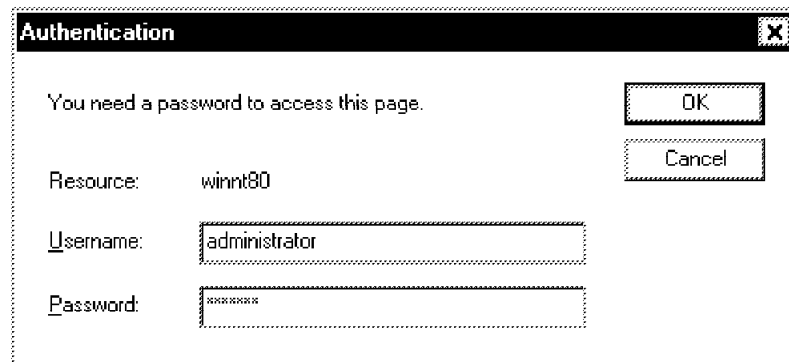 Authentication
You need a password to access this page.
OK
Cancel
Resource: winnt80
Username: administrator
Password: *******